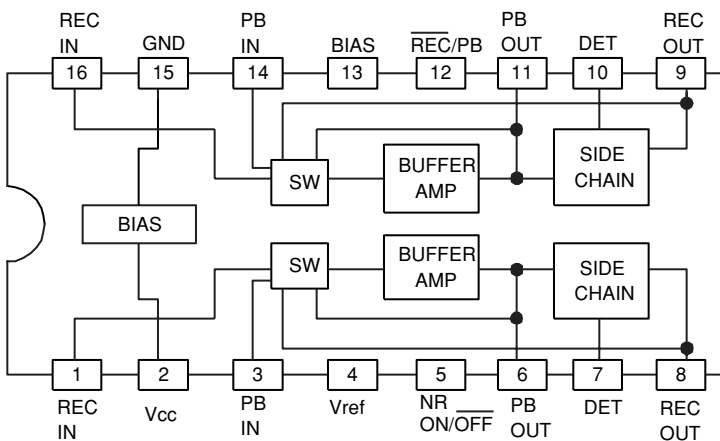 REC IN
GND
PB IN
BIAS
REC/PB
PB OUT
DET
REC OUT
16
15
14
13
12
11
10
9
SW
BUFFER AMP
SIDE CHAIN
BIAS
SW
BUFFER AMP
SIDE CHAIN
1
2
3
4
5
6
7
8
REC IN
Vcc
PB IN
Vref
NR ON/OFF
PB OUT
DET
REC OUT